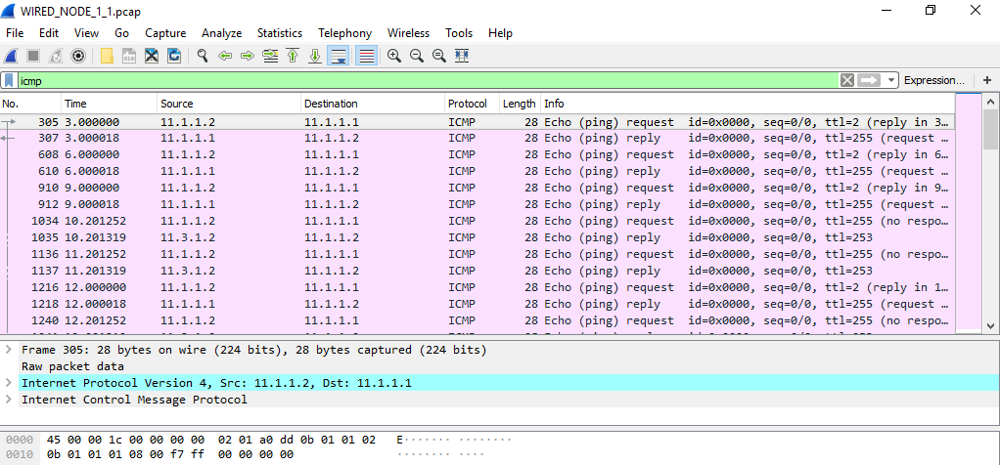 WIRED_NODE_1_1.pcap
File Edit View Go Capture Analyze Statistics Telephony Wireless Tools Help
icmp Expression... +
No. Time Source Destination Protocol Length Info
305 3.000000 11.1.1.2 11.1.1.1 ICMP 28 Echo (ping) request id=0x0000, seq=0/0, ttl=2 (reply in 3…
307 3.000018 11.1.1.1 11.1.1.2 ICMP 28 Echo (ping) reply id=0x0000, seq=0/0, ttl=255 (request …
608 6.000000 11.1.1.2 11.1.1.1 ICMP 28 Echo (ping) request id=0x0000, seq=0/0, ttl=2 (reply in 6…
610 6.000018 11.1.1.1 11.1.1.2 ICMP 28 Echo (ping) reply id=0x0000, seq=0/0, ttl=255 (request …
910 9.000000 11.1.1.2 11.1.1.1 ICMP 28 Echo (ping) request id=0x0000, seq=0/0, ttl=2 (reply in 9…
912 9.000018 11.1.1.1 11.1.1.2 ICMP 28 Echo (ping) reply id=0x0000, seq=0/0, ttl=255 (request …
1034 10.201252 11.1.1.2 11.1.1.1 ICMP 28 Echo (ping) request id=0x0000, seq=0/0, ttl=255 (no respo…
1035 10.201319 11.3.1.2 11.1.1.2 ICMP 28 Echo (ping) reply id=0x0000, seq=0/0, ttl=253
1136 11.201252 11.1.1.2 11.1.1.1 ICMP 28 Echo (ping) request id=0x0000, seq=0/0, ttl=255 (no respo…
1137 11.201319 11.3.1.2 11.1.1.2 ICMP 28 Echo (ping) reply id=0x0000, seq=0/0, ttl=253
1216 12.000000 11.1.1.2 11.1.1.1 ICMP 28 Echo (ping) request id=0x0000, seq=0/0, ttl=2 (reply in 1…
1218 12.000018 11.1.1.1 11.1.1.2 ICMP 28 Echo (ping) reply id=0x0000, seq=0/0, ttl=255 (request …
1240 12.201252 11.1.1.2 11.1.1.1 ICMP 28 Echo (ping) request id=0x0000, seq=0/0, ttl=255 (no respo…
Frame 305: 28 bytes on wire (224 bits), 28 bytes captured (224 bits)
Raw packet data
Internet Protocol Version 4, Src: 11.1.1.2, Dst: 11.1.1.1
Internet Control Message Protocol
0000 45 00 00 1c 00 00 00 00 02 01 a0 dd 0b 01 01 02 E······· ········
0010 0b 01 01 01 08 00 f7 ff 00 00 00 00 ········ ····